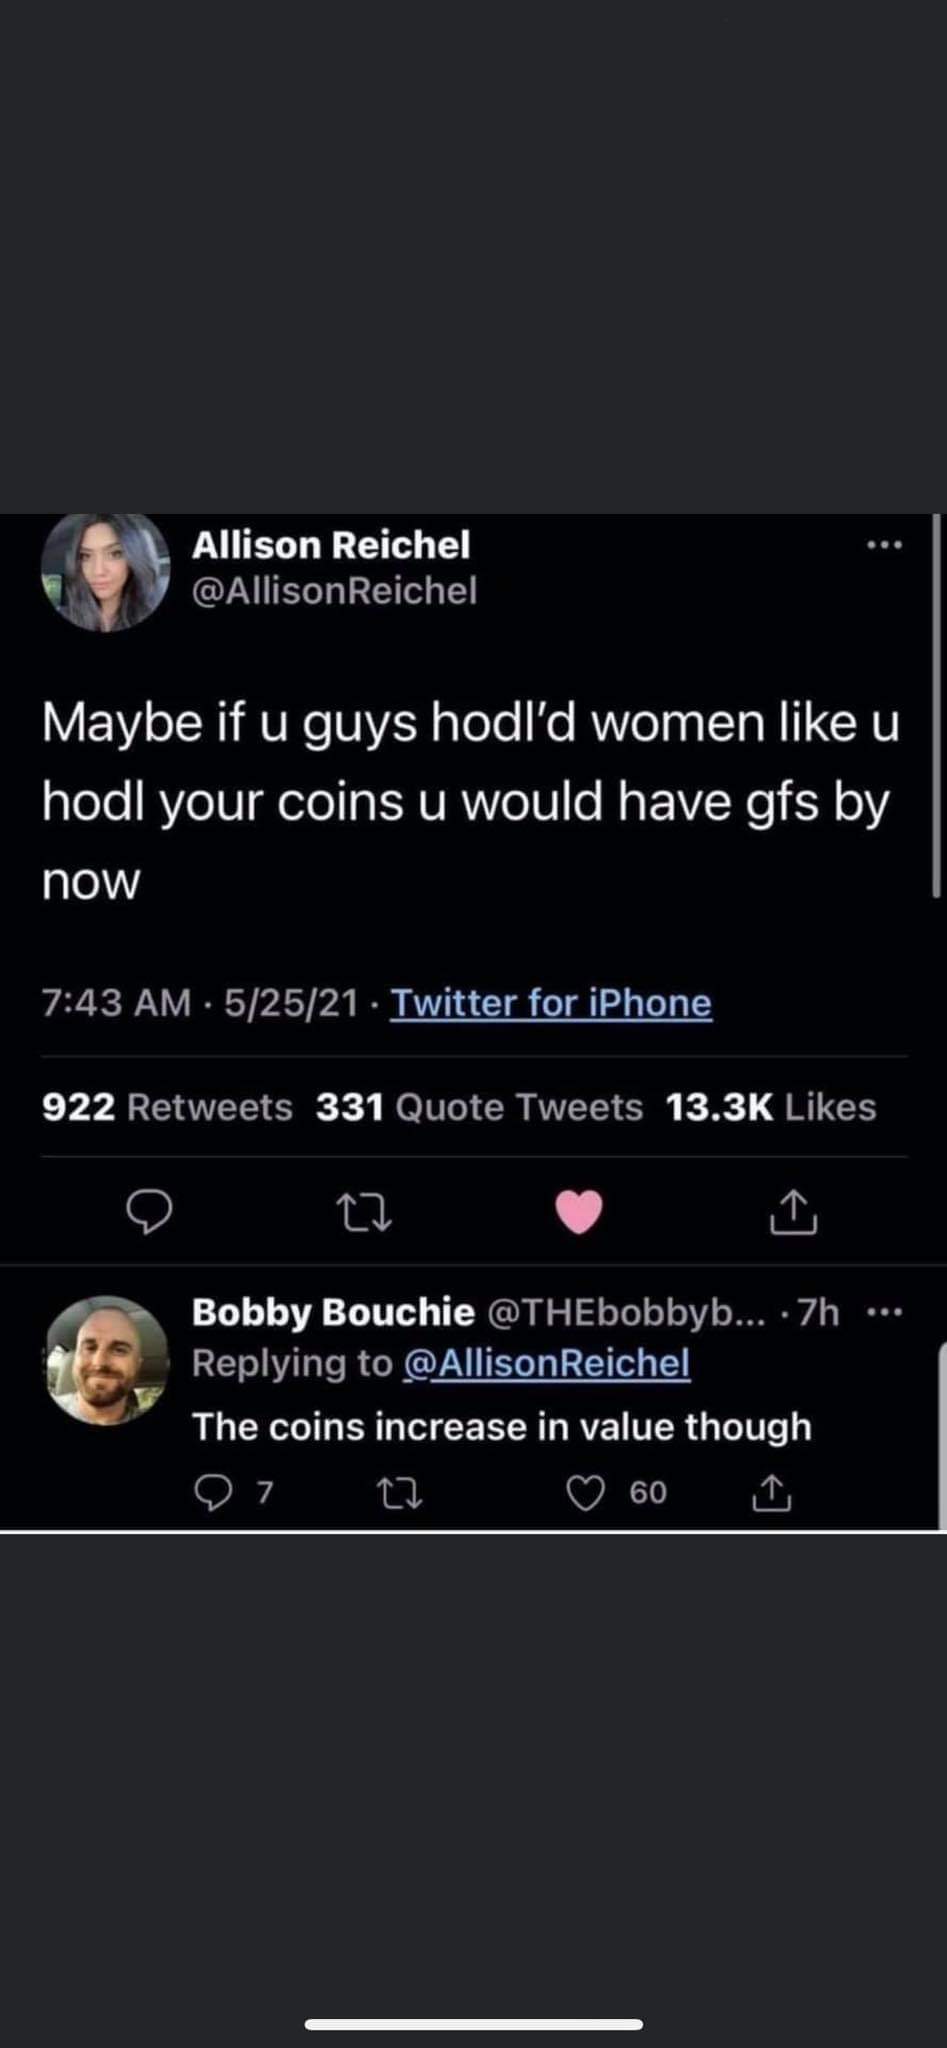 Allison Reichel
@AllisonReichel
Maybe if u guys hodl’d women like u
hodl your coins u would have gfs by
now
7:43 AM · 5/25/21 · Twitter for iPhone
922 Retweets 331 Quote Tweets 13.3K Likes
Bobby Bouchie @THEbobbyb... · 7h
Replying to @AllisonReichel
The coins increase in value though
7 60